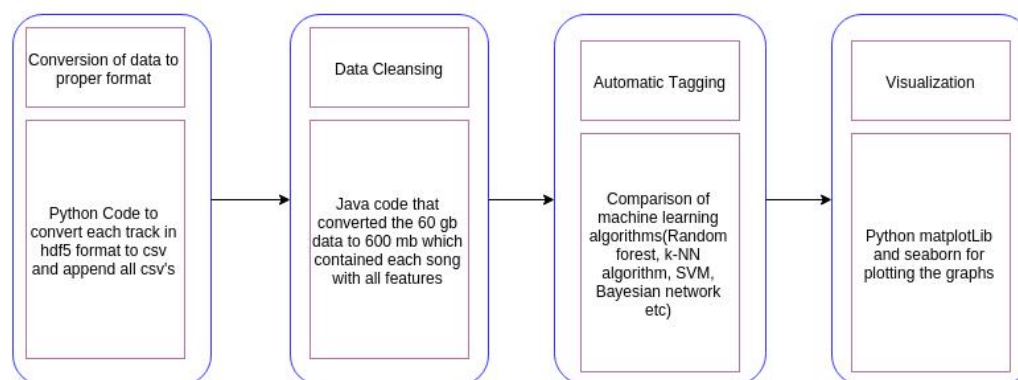 Conversion of data to
proper format
Python Code to
convert each track in
hdf5 format to csv
and append all csv's
Data Cleansing
Java code that
converted the 60 gb
data to 600 mb which
contained each song
with all features
Automatic Tagging
Comparison of
machine learning
algorithms(Random
forest, k-NN
algorithm, SVM,
Bayesian network
etc)
Visualization
Python matplotLib
and seaborn for
plotting the graphs